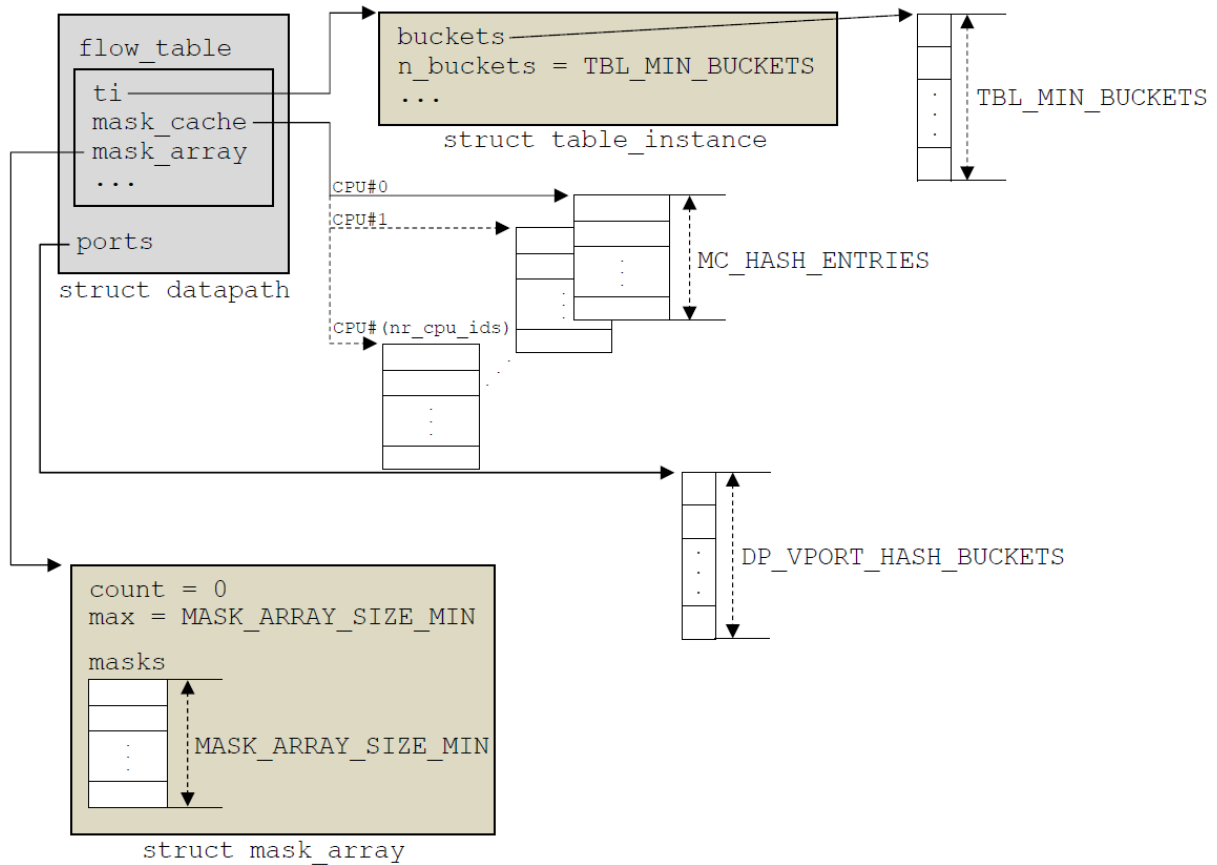 flow_table
ti
mask_cache
mask_array
...
ports
struct datapath
buckets
n_buckets = TBL_MIN_BUCKETS
...
struct table_instance
TBL_MIN_BUCKETS
CPU#0
CPU#1
CPU#(nr_cpu_ids)
MC_HASH_ENTRIES
DP_VPORT_HASH_BUCKETS
count = 0
max = MASK_ARRAY_SIZE_MIN
masks
MASK_ARRAY_SIZE_MIN
struct mask_array